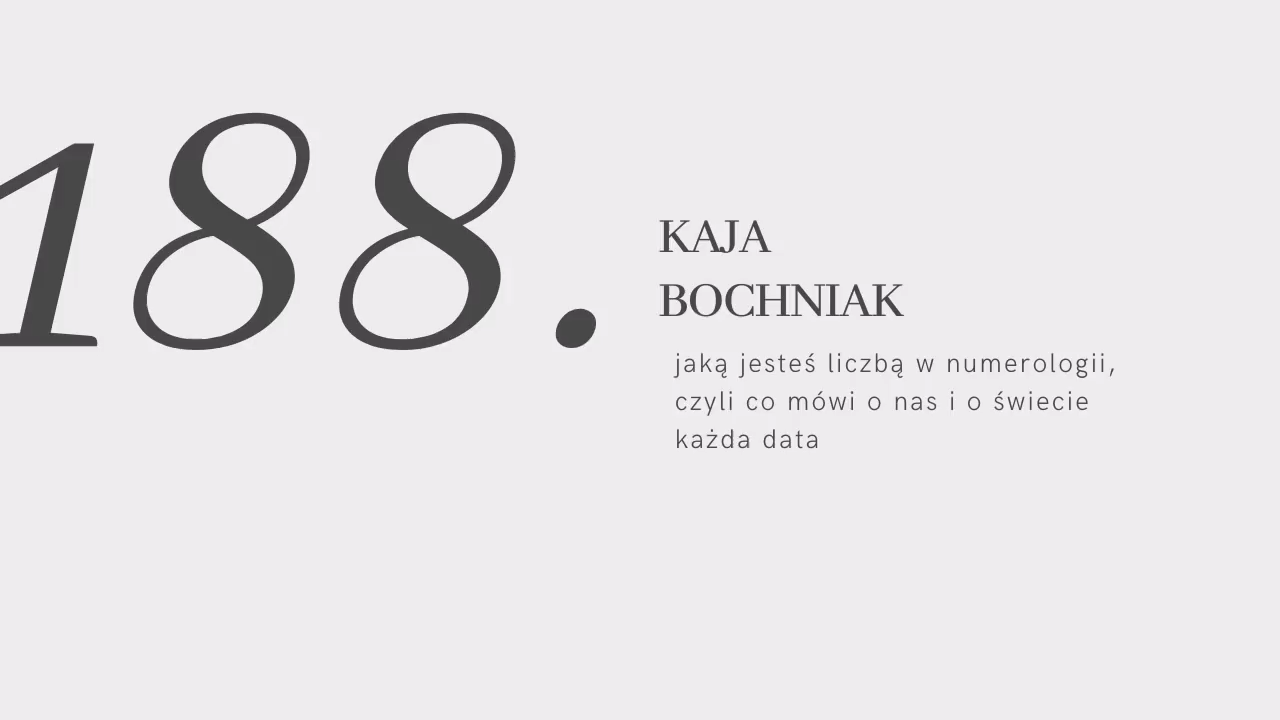 188.
KAJA
BOCHNIAK
jaką jesteś liczbą w numerologii,
czyli co mówi o nas i o świecie
każda data